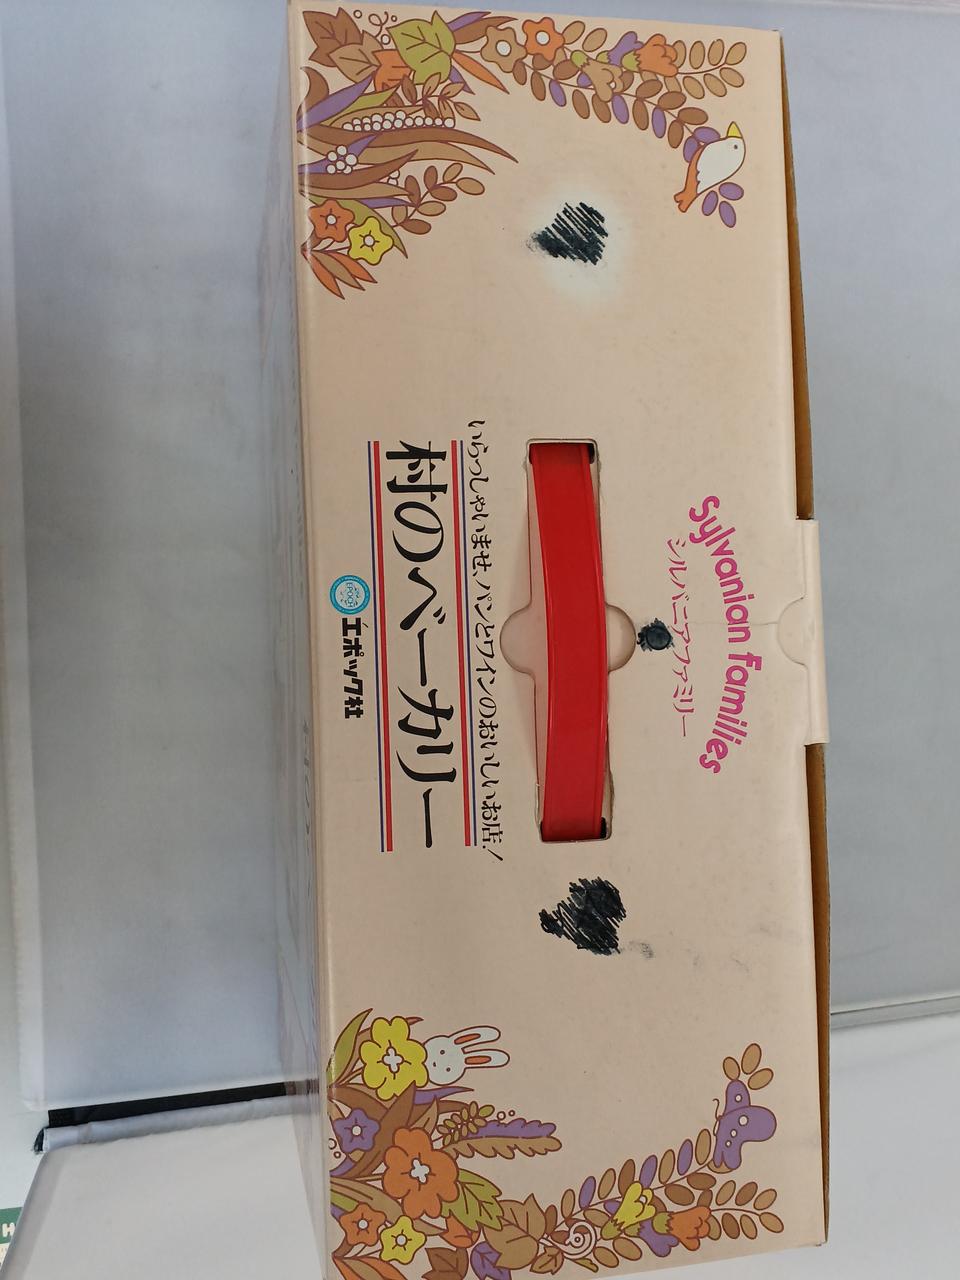 Sylvanian Families
シルバニアファミリー
いらっしゃいませ、パンとワインのおいしいお店!
村のベーカリー
EPOCH
エポック社
H